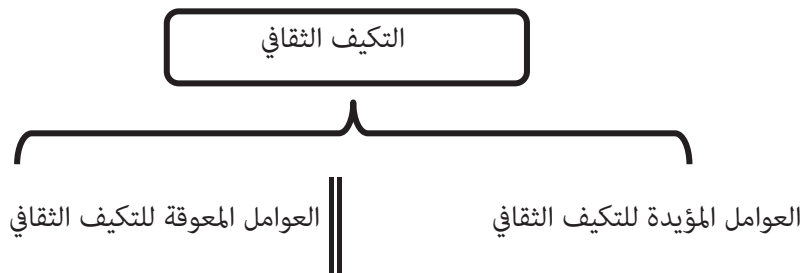 التكيف الثقافي
العوامل المؤيدة للتكيف الثقافي
العوامل المعوقة للتكيف الثقافي